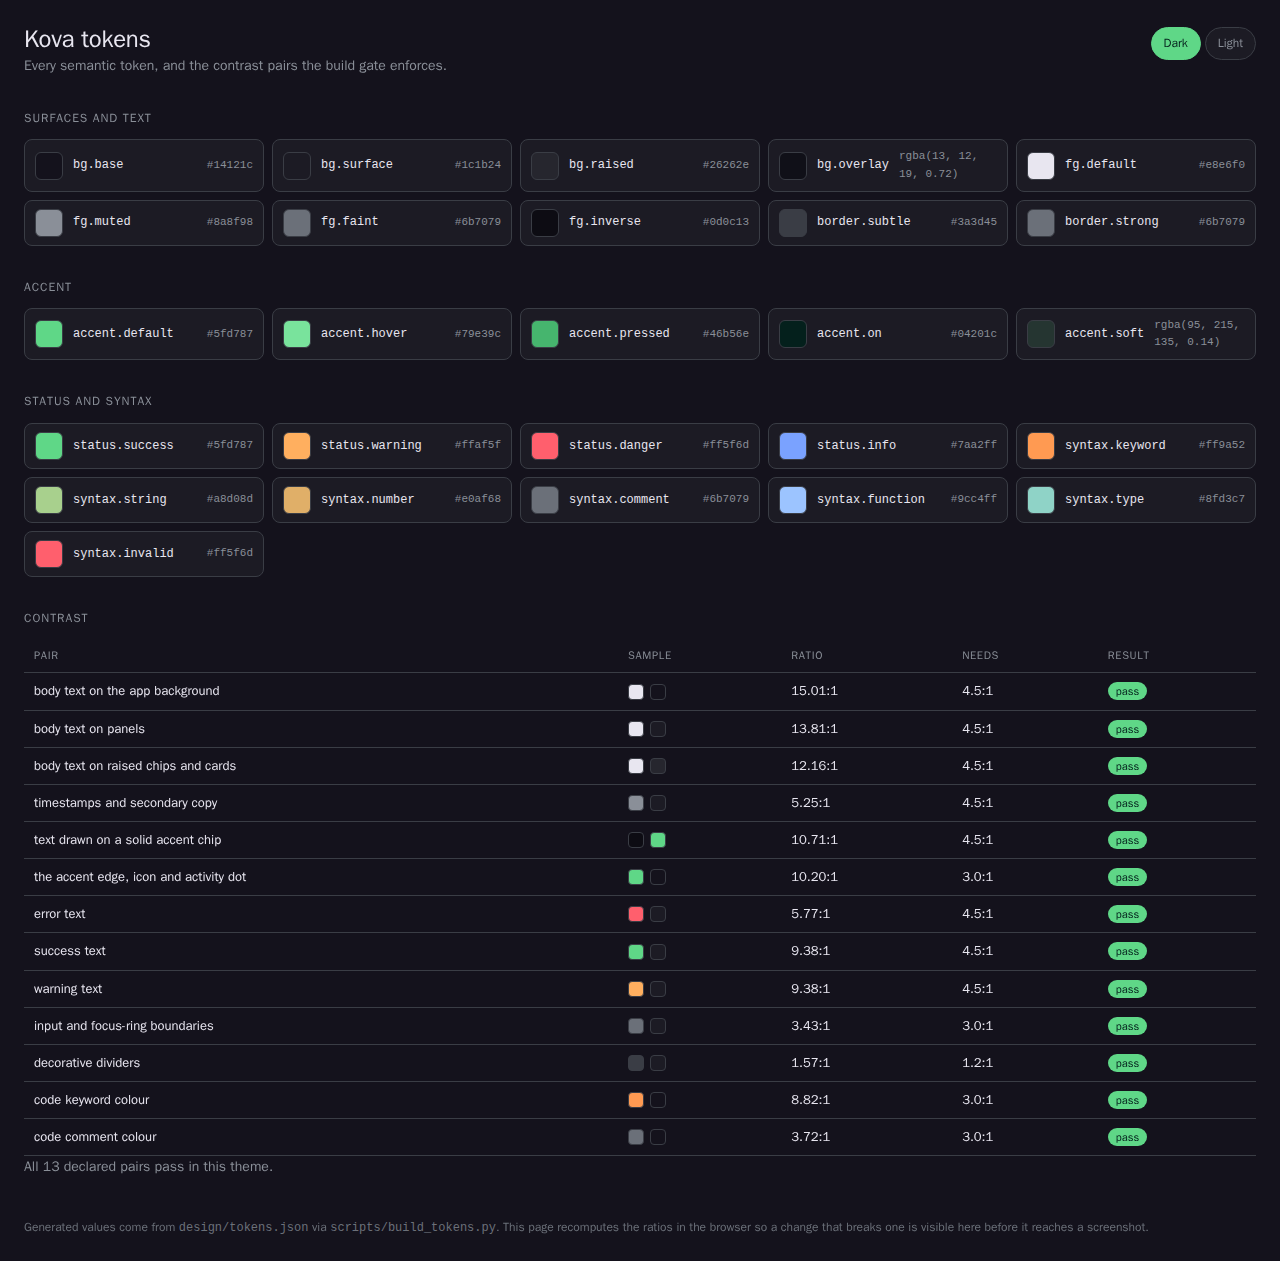 Kova tokens
Dark
Light
Every semantic token, and the contrast pairs the build gate enforces.
SURFACES AND TEXT
bg.base #14121c
bg.surface #1c1b24
bg.raised #26262e
bg.overlay rgba(13, 12, 19, 0.72)
fg.default #e8e6f0
fg.muted #8a8f98
fg.faint #6b7079
fg.inverse #0d0c13
border.subtle #3a3d45
border.strong #6b7079
ACCENT
accent.default #5fd787
accent.hover #79e39c
accent.pressed #46b56e
accent.on #04201c
accent.soft rgba(95, 215, 135, 0.14)
STATUS AND SYNTAX
status.success #5fd787
status.warning #ffaf5f
status.danger #ff5f6d
status.info #7aa2ff
syntax.keyword #ff9a52
syntax.string #a8d08d
syntax.number #e0af68
syntax.comment #6b7079
syntax.function #9cc4ff
syntax.type #8fd3c7
syntax.invalid #ff5f6d
CONTRAST
PAIR SAMPLE RATIO NEEDS RESULT
body text on the app background 15.01:1 4.5:1 pass
body text on panels 13.81:1 4.5:1 pass
body text on raised chips and cards 12.16:1 4.5:1 pass
timestamps and secondary copy 5.25:1 4.5:1 pass
text drawn on a solid accent chip 10.71:1 4.5:1 pass
the accent edge, icon and activity dot 10.20:1 3.0:1 pass
error text 5.77:1 4.5:1 pass
success text 9.38:1 4.5:1 pass
warning text 9.38:1 4.5:1 pass
input and focus-ring boundaries 3.43:1 3.0:1 pass
decorative dividers 1.57:1 1.2:1 pass
code keyword colour 8.82:1 3.0:1 pass
code comment colour 3.72:1 3.0:1 pass
All 13 declared pairs pass in this theme.
Generated values come from design/tokens.json via scripts/build_tokens.py. This page recomputes the ratios in the browser so a change that breaks one is visible here before it reaches a screenshot.